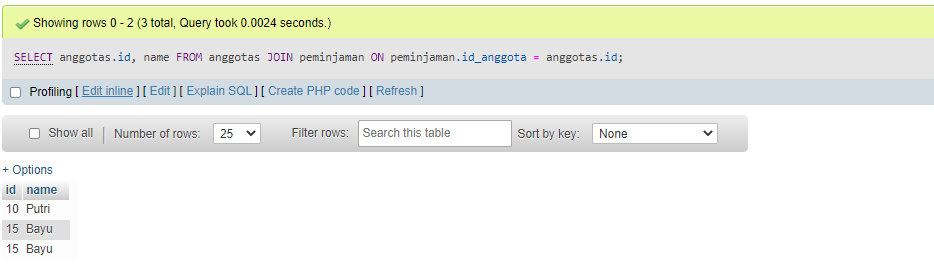 Showing rows 0 - 2 (3 total, Query took 0.0024 seconds.)
SELECT anggotas.id, name FROM anggotas JOIN peminjaman ON peminjaman.id_anggota = anggotas.id;
Profiling [ Edit inline ] [ Edit ] [ Explain SQL ] [ Create PHP code ] [ Refresh ]
Show all Number of rows: 25 Filter rows: Search this table Sort by key: None
+ Options
id name
10 Putri
15 Bayu
15 Bayu